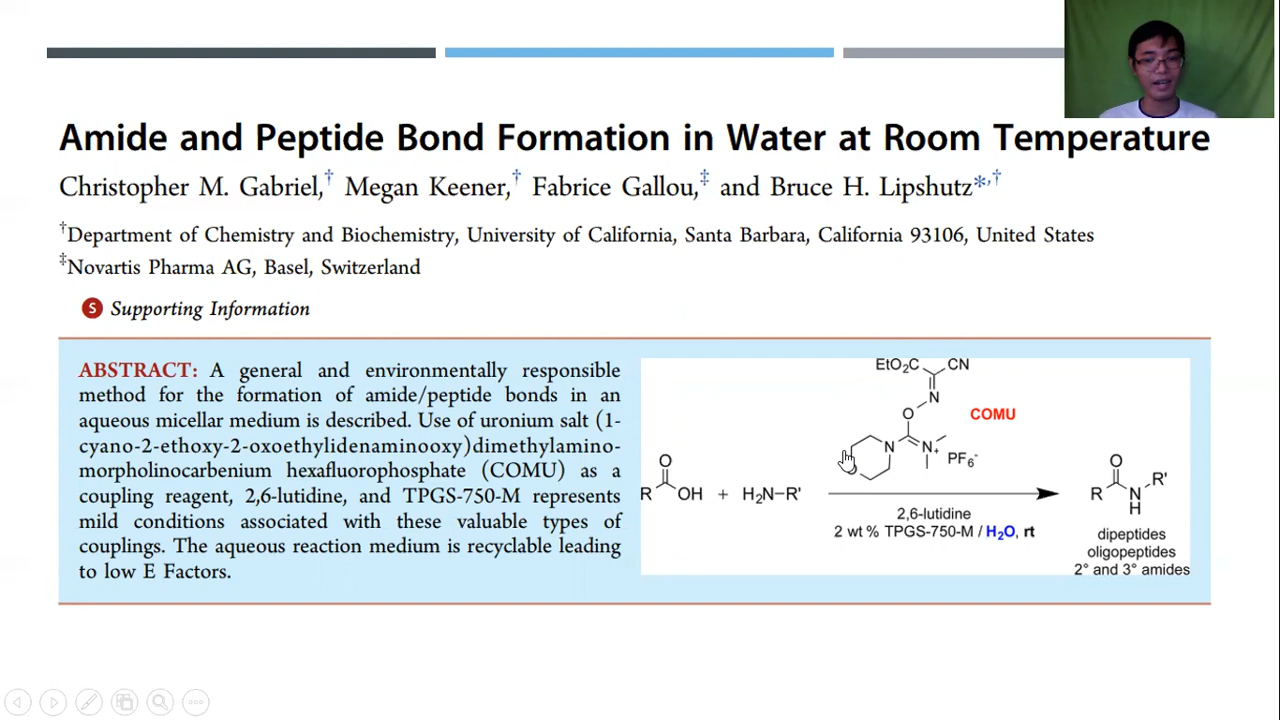 Amide and Peptide Bond Formation in Water at Room Temperature
Christopher M. Gabriel,† Megan Keener,† Fabrice Gallou,‡ and Bruce H. Lipshutz*,†
†Department of Chemistry and Biochemistry, University of California, Santa Barbara, California 93106, United States
‡Novartis Pharma AG, Basel, Switzerland
S Supporting Information
ABSTRACT: A general and environmentally responsible
method for the formation of amide/peptide bonds in an
aqueous micellar medium is described. Use of uronium salt (1-
cyano-2-ethoxy-2-oxoethylidenaminooxy)dimethylamino-
morpholinocarbenium hexafluorophosphate (COMU) as a
coupling reagent, 2,6-lutidine, and TPGS-750-M represents
mild conditions associated with these valuable types of
couplings. The aqueous reaction medium is recyclable leading
to low E Factors.
EtO2C CN
N
O COMU
N N+ PF6-
O
R OH + H2N-R'
2,6-lutidine
2 wt % TPGS-750-M / H2O, rt
O
R N R'
H
dipeptides
oligopeptides
2° and 3° amides